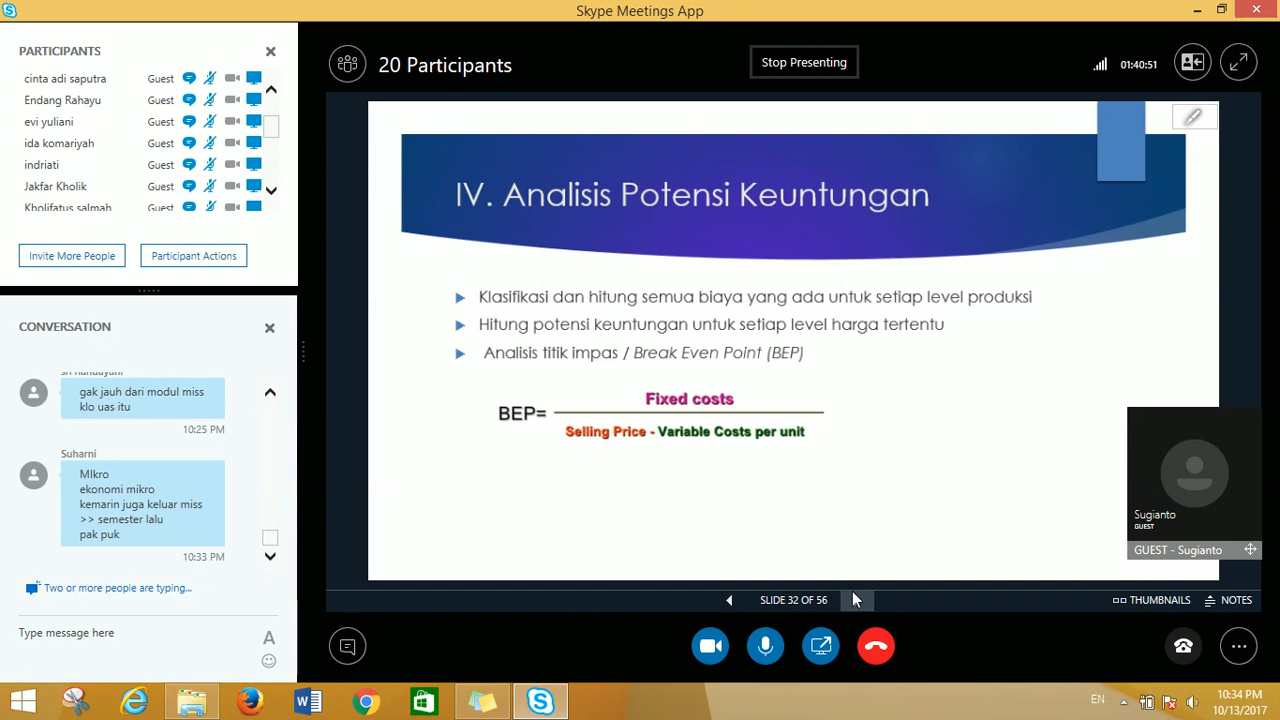 Skype Meetings App
PARTICIPANTS
cinta adi saputra Guest
Endang Rahayu Guest
evi yuliani Guest
ida komariyah Guest
indriati Guest
Jakfar Kholik Guest
Kholifatus salmah Guest
Invite More People Participant Actions
CONVERSATION
gak jauh dari modul miss
klo uas itu
10:25 PM
Suharni
MIkro
ekonomi mikro
kemarin juga keluar miss
>> semester lalu
pak puk
10:33 PM
Two or more people are typing...
Type message here
A
20 Participants
Stop Presenting
01:40:51
IV. Analisis Potensi Keuntungan
Klasifikasi dan hitung semua biaya yang ada untuk setiap level produksi
Hitung potensi keuntungan untuk setiap level harga tertentu
Analisis titik impas / Break Even Point (BEP)
Fixed costs
BEP=
Selling Price - Variable Costs per unit
Sugianto
GUEST
GUEST - Sugianto
SLIDE 32 OF 56
THUMBNAILS
NOTES
EN
10:34 PM
10/13/2017